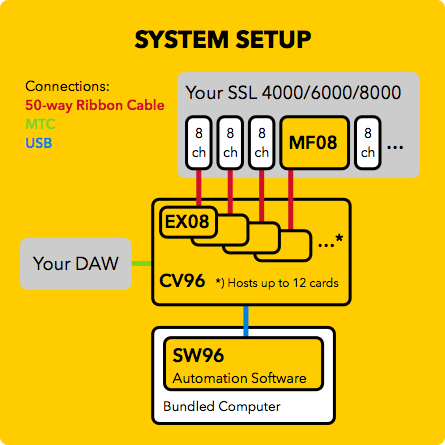 SYSTEM SETUP
Connections:
50-way Ribbon Cable
MTC
USB
Your SSL 4000/6000/8000
8 ch
8 ch
8 ch
MF08
8 ch
...
EX08
...*
CV96 *) Hosts up to 12 cards
Your DAW
SW96
Automation Software
Bundled Computer